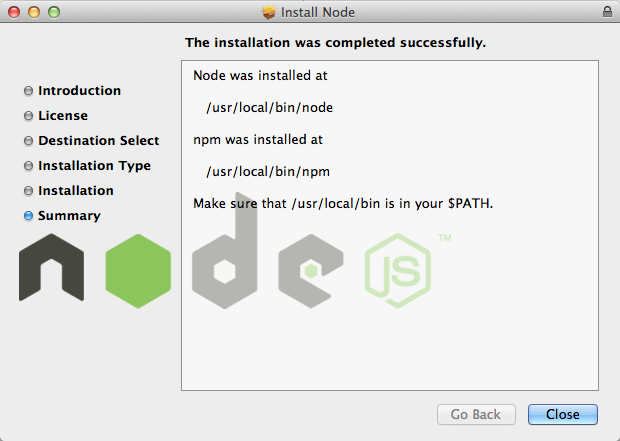 Install Node
The installation was completed successfully.
Introduction
License
Destination Select
Installation Type
Installation
Summary
Node was installed at
/usr/local/bin/node
npm was installed at
/usr/local/bin/npm
Make sure that /usr/local/bin is in your $PATH.
node JS ™
Go Back
Close